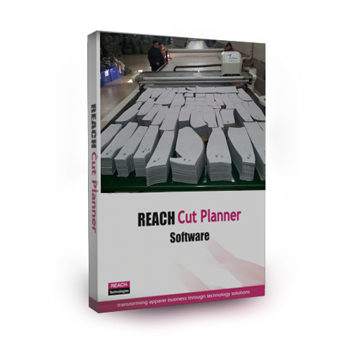 REACH Cut Planner
REACH Cut Planner
Software
REACH
Technologies
transforming apparel business through technology solutions